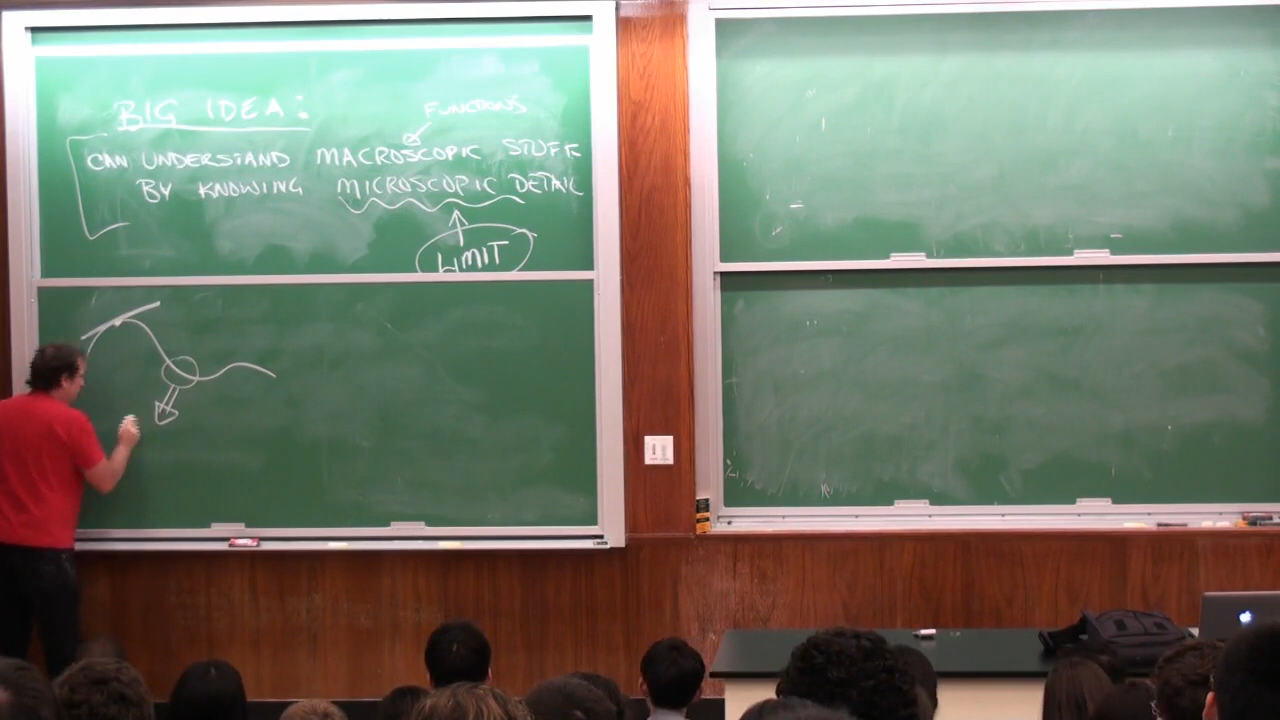 BIG IDEA:
FUNCTIONS
CAN UNDERSTAND MACROSCOPIC STUFF
BY KNOWING MICROSCOPIC DETAIL
LIMIT